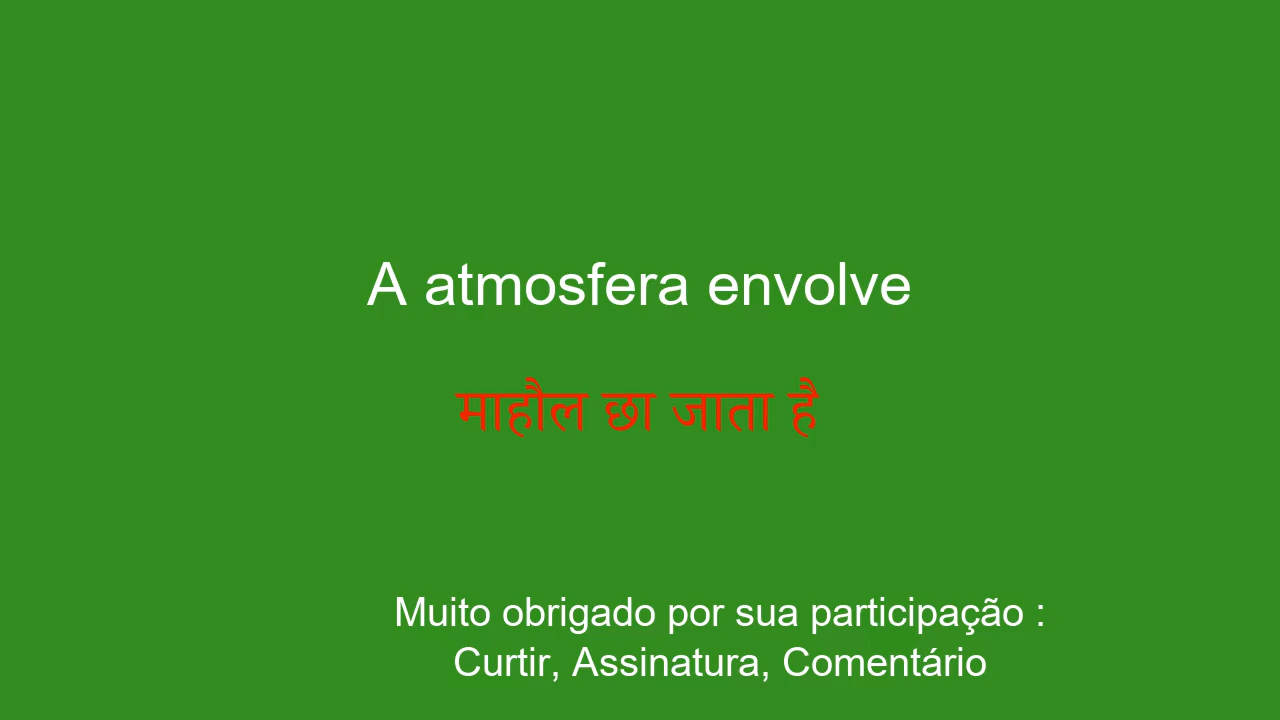 A atmosfera envolve
माहौल छा जाता है
Muito obrigado por sua participação :
Curtir, Assinatura, Comentário